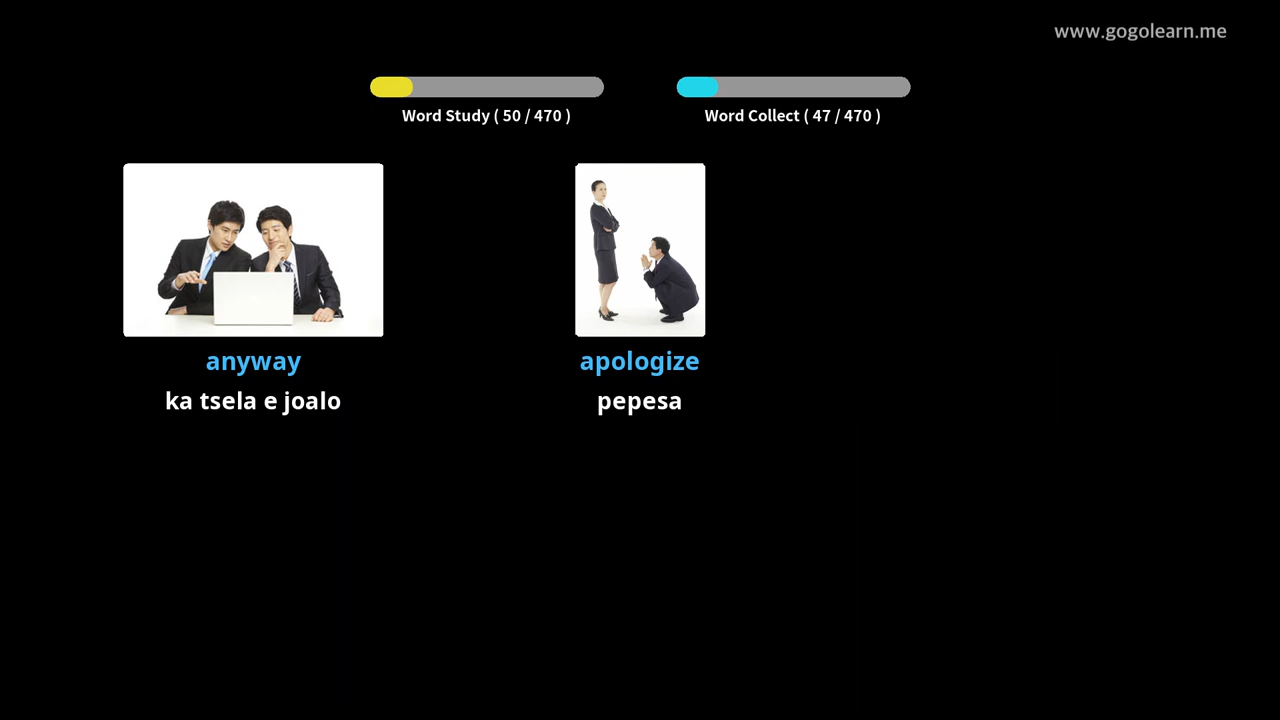 www.gogolearn.me
Word Study ( 50 / 470 )
Word Collect ( 47 / 470 )
anyway
ka tsela e joalo
apologize
pepesa